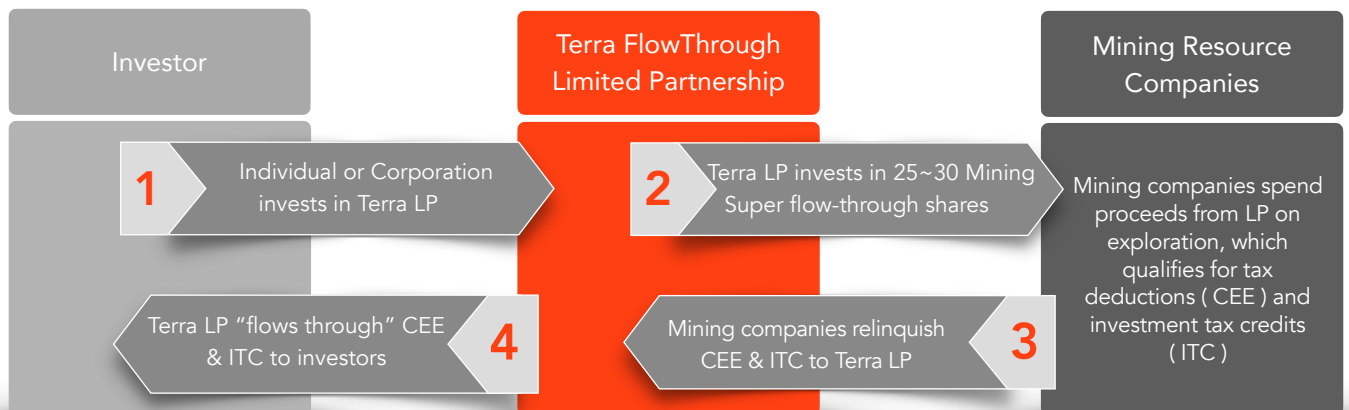 Investor
Terra FlowThrough
Limited Partnership
Mining Resource
Companies
1
Individual or Corporation
invests in Terra LP
2
Terra LP invests in 25~30 Mining
Super flow-through shares
Mining companies spend
proceeds from LP on
exploration, which
qualifies for tax
deductions ( CEE ) and
investment tax credits
( ITC )
3
Mining companies relinquish
CEE & ITC to Terra LP
4
Terra LP “flows through” CEE
& ITC to investors